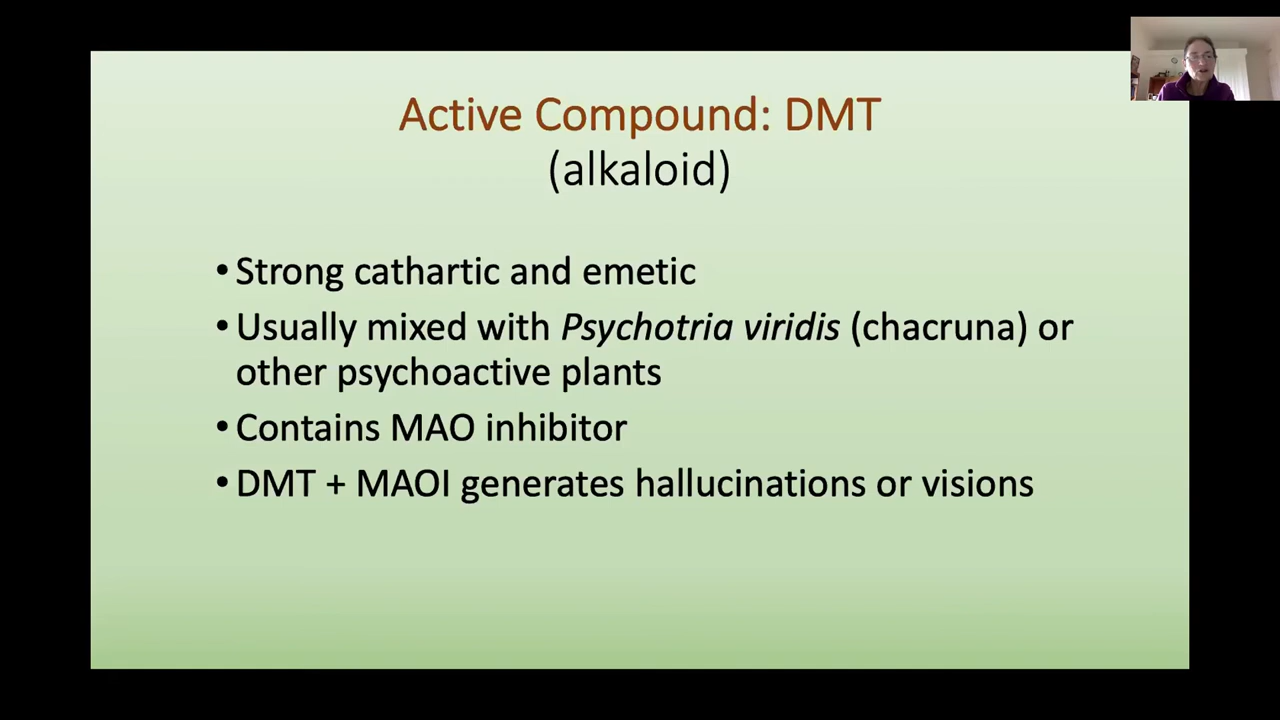 Active Compound: DMT
(alkaloid)
• Strong cathartic and emetic
• Usually mixed with Psychotria viridis (chacruna) or
other psychoactive plants
• Contains MAO inhibitor
• DMT + MAOI generates hallucinations or visions